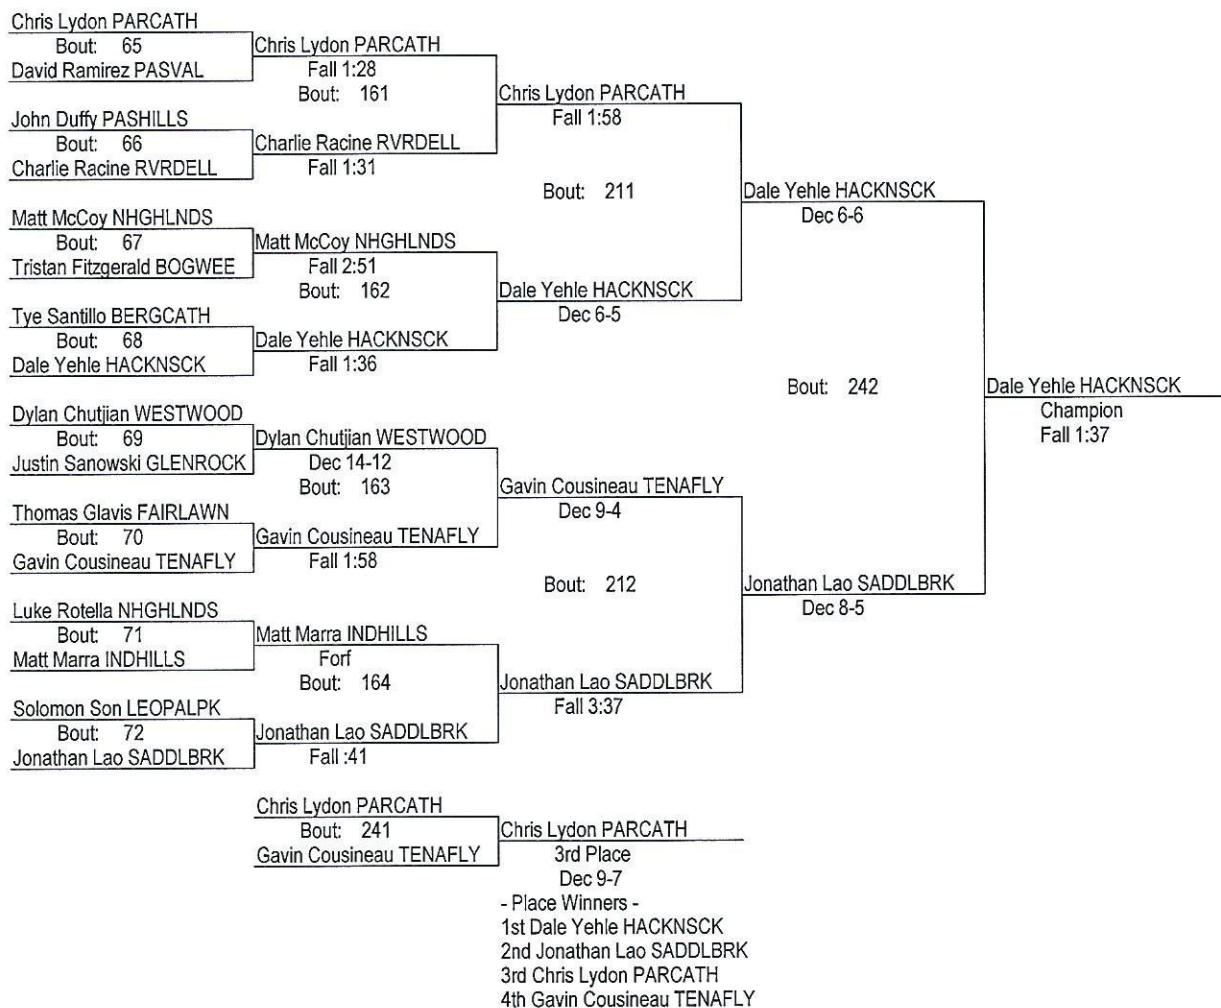 Chris Lydon PARCATH
Bout: 65
David Ramirez PASVAL
John Duffy PASHILLS
Bout: 66
Charlie Racine RVRDELL
Matt McCoy NHGHLNDS
Bout: 67
Tristan Fitzgerald BOGWEE
Tye Santillo BERGCATH
Bout: 68
Dale Yehle HACKNSCK
Dylan Chutjian WESTWOOD
Bout: 69
Justin Sanowski GLENROCK
Thomas Glavis FAIRLAWN
Bout: 70
Gavin Cousineau TENAFLY
Luke Rotella NHGHLNDS
Bout: 71
Matt Marra INDHILLS
Solomon Son LEOPALPK
Bout: 72
Jonathan Lao SADDLBRK
Chris Lydon PARCATH
Fall 1:28
Bout: 161
Charlie Racine RVRDELL
Fall 1:31
Matt McCoy NHGHLNDS
Fall 2:51
Bout: 162
Dale Yehle HACKNSCK
Fall 1:36
Dylan Chutjian WESTWOOD
Dec 14-12
Bout: 163
Gavin Cousineau TENAFLY
Fall 1:58
Matt Marra INDHILLS
Forf
Bout: 164
Jonathan Lao SADDLBRK
Fall :41
Chris Lydon PARCATH
Fall 1:58
Bout: 211
Dale Yehle HACKNSCK
Dec 6-5
Gavin Cousineau TENAFLY
Dec 9-4
Bout: 212
Jonathan Lao SADDLBRK
Fall 3:37
Dale Yehle HACKNSCK
Dec 6-6
Bout: 242
Jonathan Lao SADDLBRK
Dec 8-5
Dale Yehle HACKNSCK
Champion
Fall 1:37
Chris Lydon PARCATH
Bout: 241
Gavin Cousineau TENAFLY
Chris Lydon PARCATH
3rd Place
Dec 9-7
- Place Winners -
1st Dale Yehle HACKNSCK
2nd Jonathan Lao SADDLBRK
3rd Chris Lydon PARCATH
4th Gavin Cousineau TENAFLY